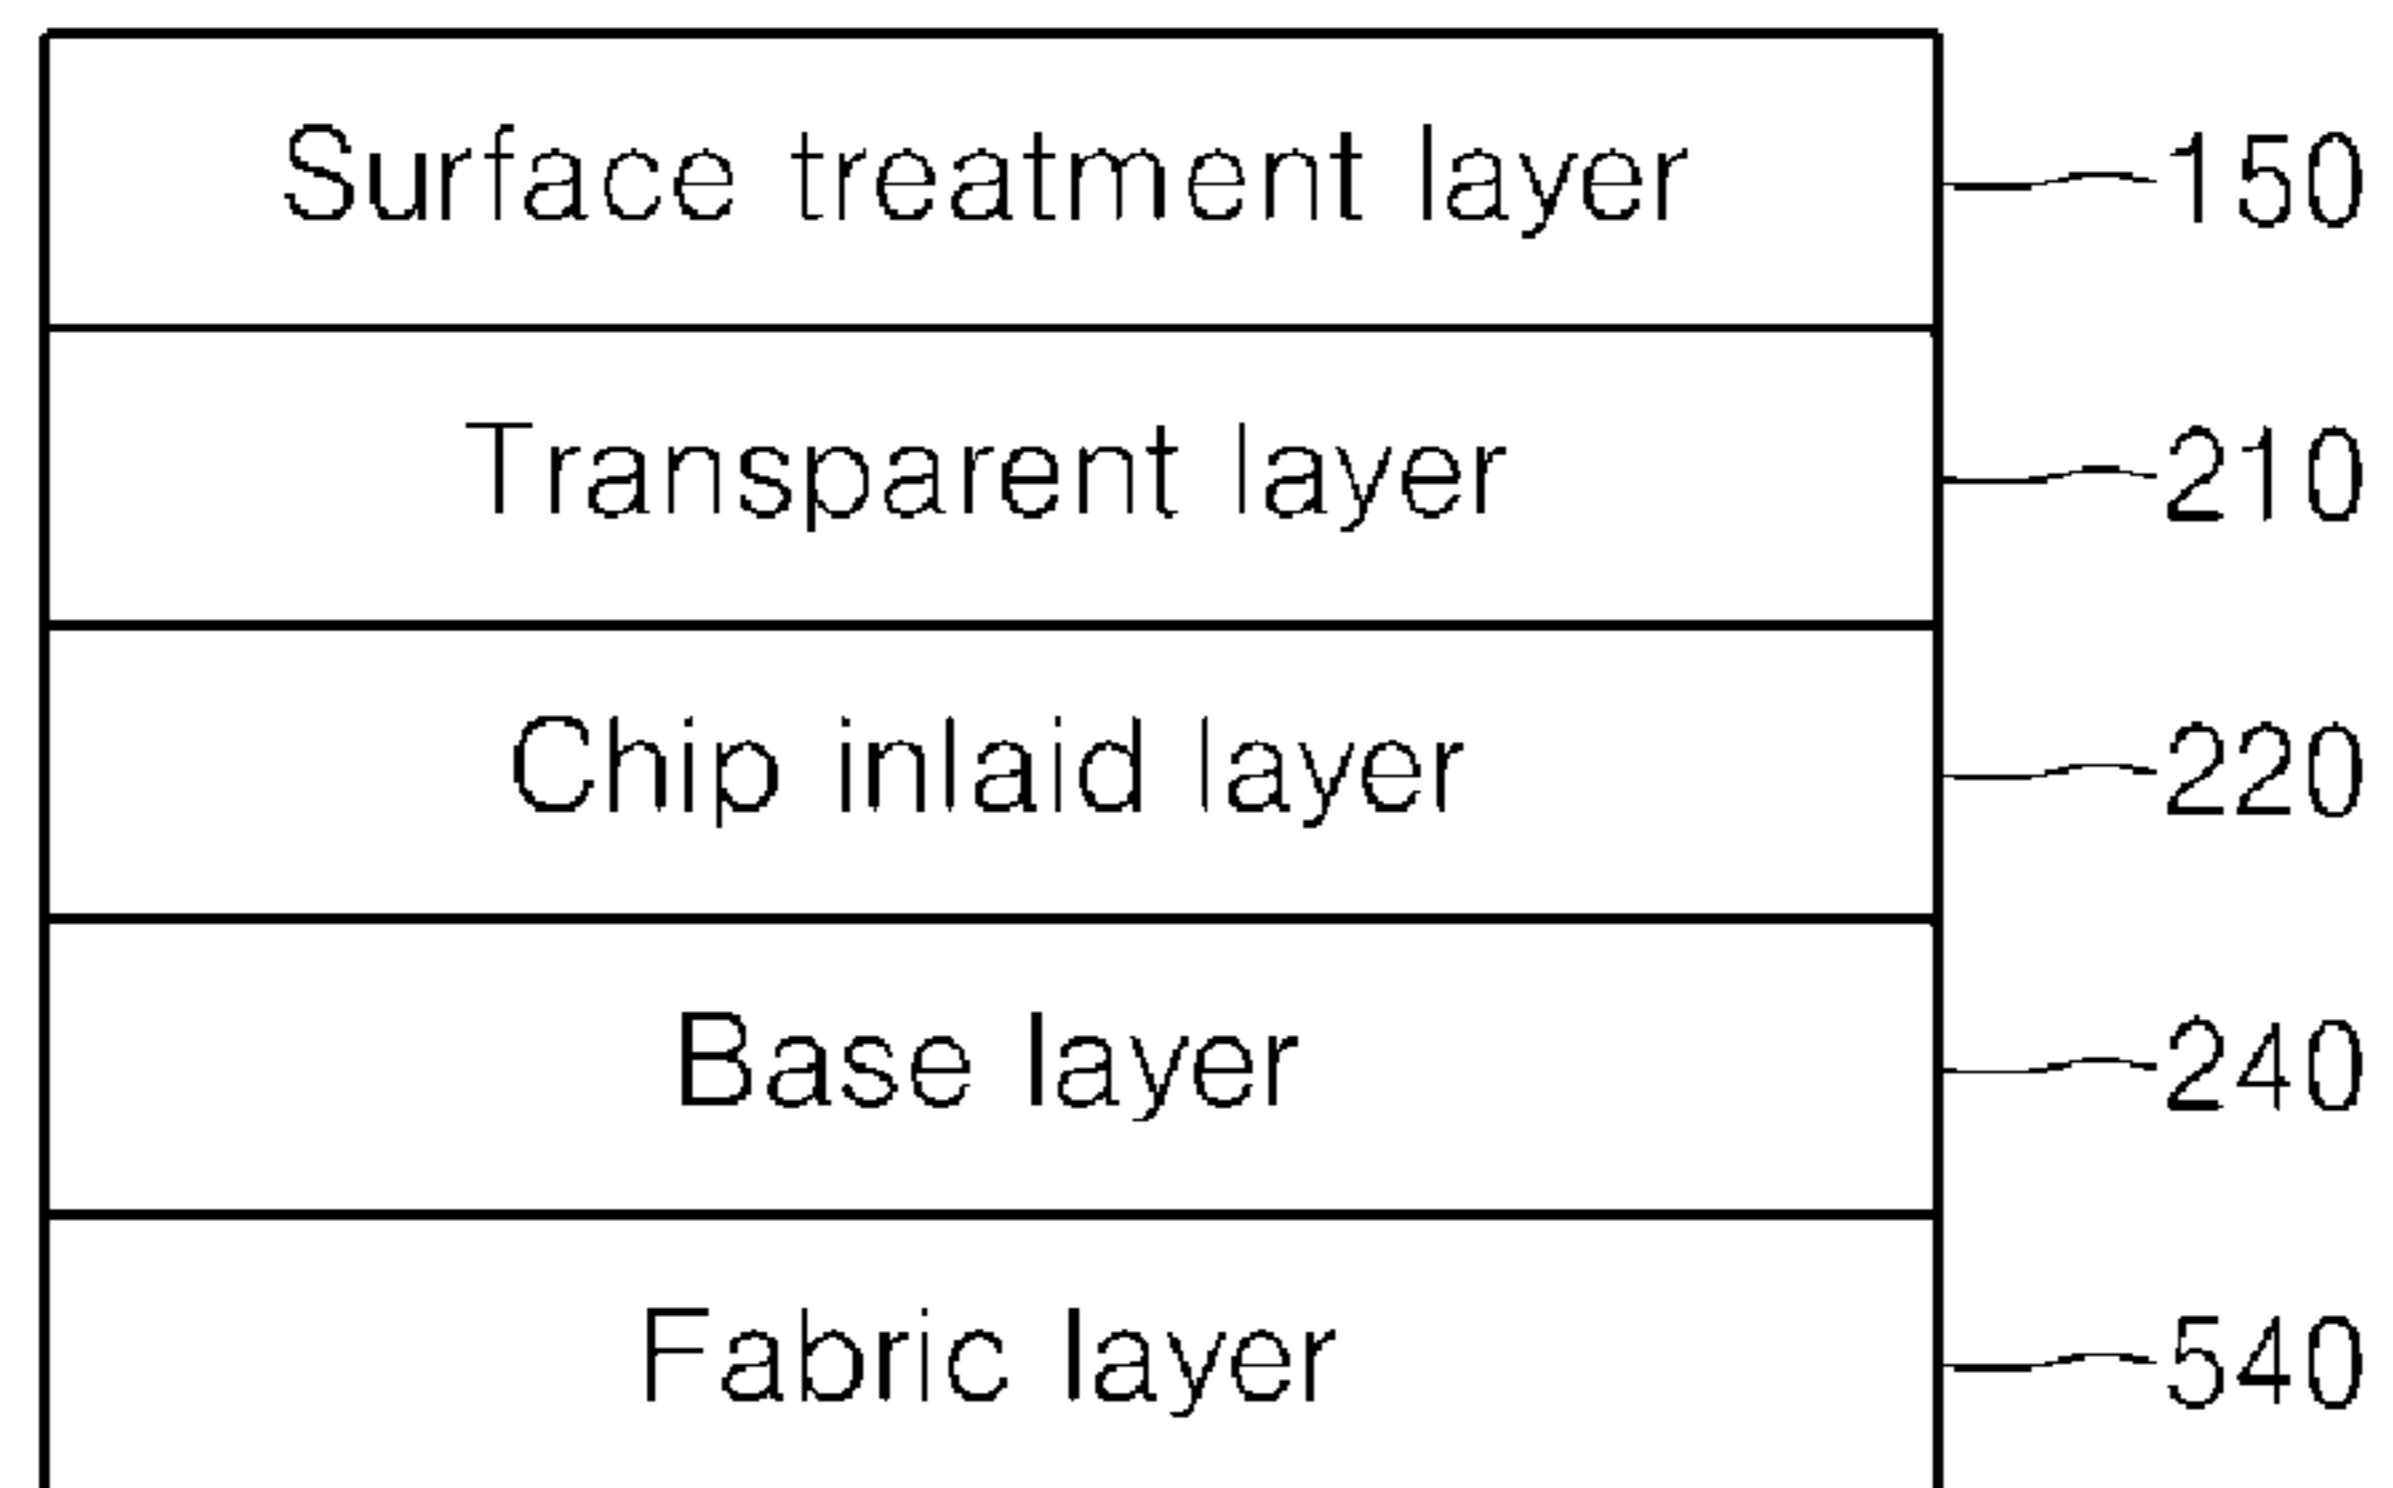 Surface treatment layer 150
Transparent layer 210
Chip inlaid layer 220
Base layer 240
Fabric layer 540